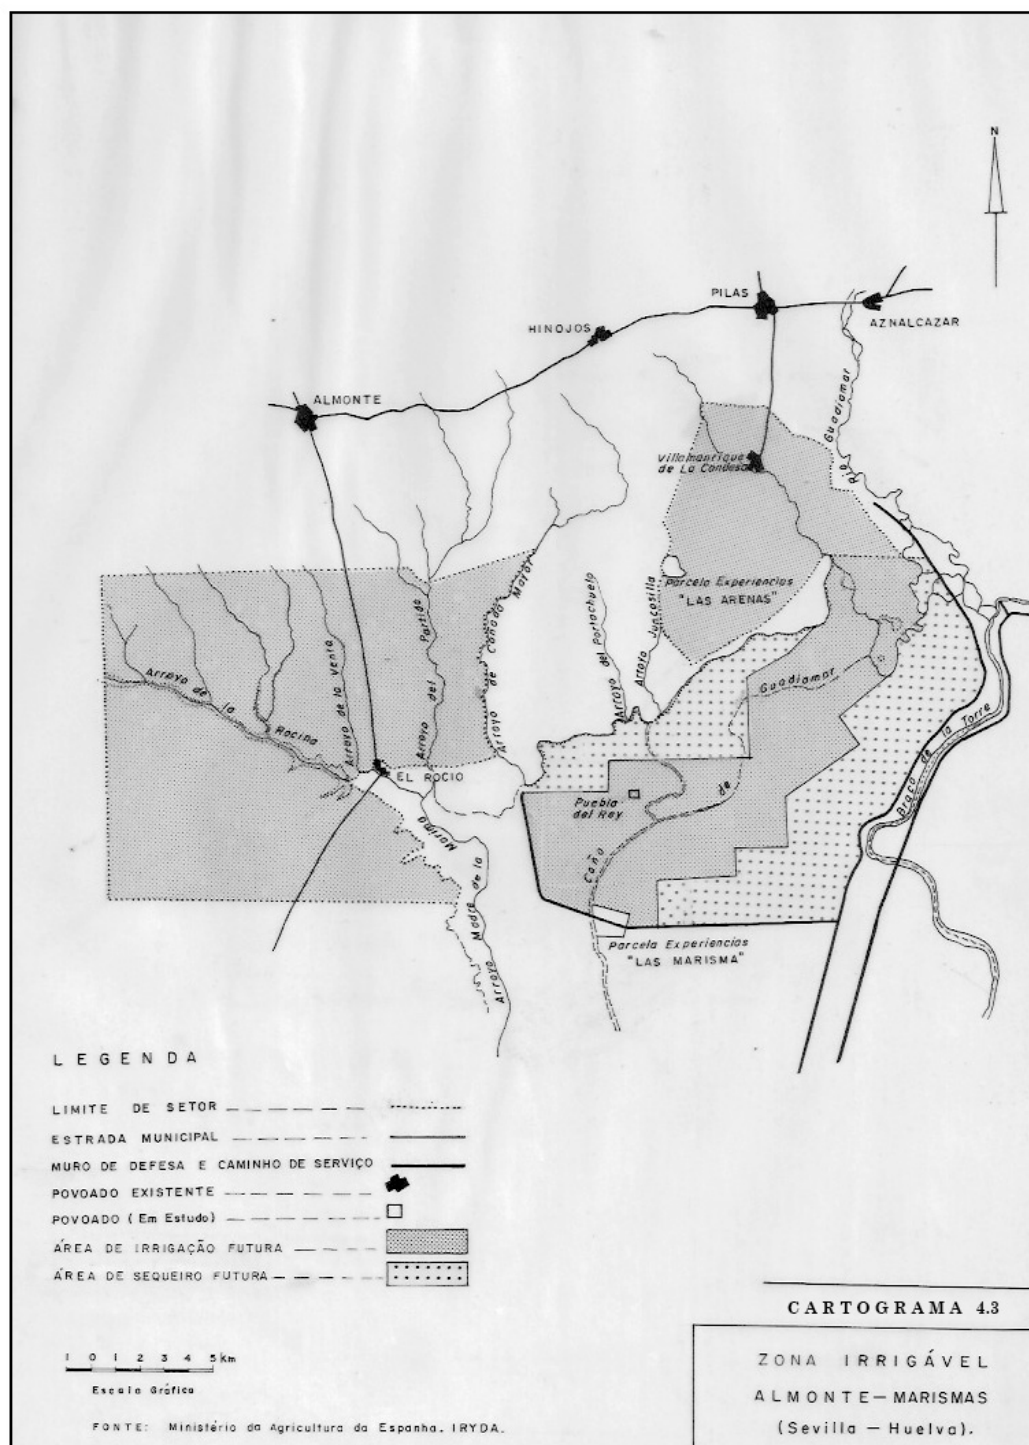 N
PILAS
AZNALCAZAR
HINOJOS
ALMONTE
Río Guadiamar
Villamanrique
de La Condesa
Parcela Experiencias
"LAS ARENAS"
Arroyo de la Rocina
Arroyo de la Venta
Arroyo del Partido
Arroyo de Cañada Mayor
Arroyo del Portachuelo
Arroyo Juncosilla
EL ROCIO
Arroyo Madre de la Marisma
Puebla
del Rey
Caño de Guadiamar
Braço de la Torre
Parcela Experiencias
"LAS MARISMA"
LEGENDA
LIMITE DE SETOR
ESTRADA MUNICIPAL
MURO DE DEFESA E CAMINHO DE SERVIÇO
POVOADO EXISTENTE
POVOADO (Em Estudo)
ÁREA DE IRRIGAÇÃO FUTURA
ÁREA DE SEQUEIRO FUTURA
1 0 1 2 3 4 5 Km
Escala Gráfica
FONTE: Ministério da Agricultura da Espanha. IRYDA.
CARTOGRAMA 4.3
ZONA IRRIGÁVEL
ALMONTE—MARISMAS
(Sevilla — Huelva).